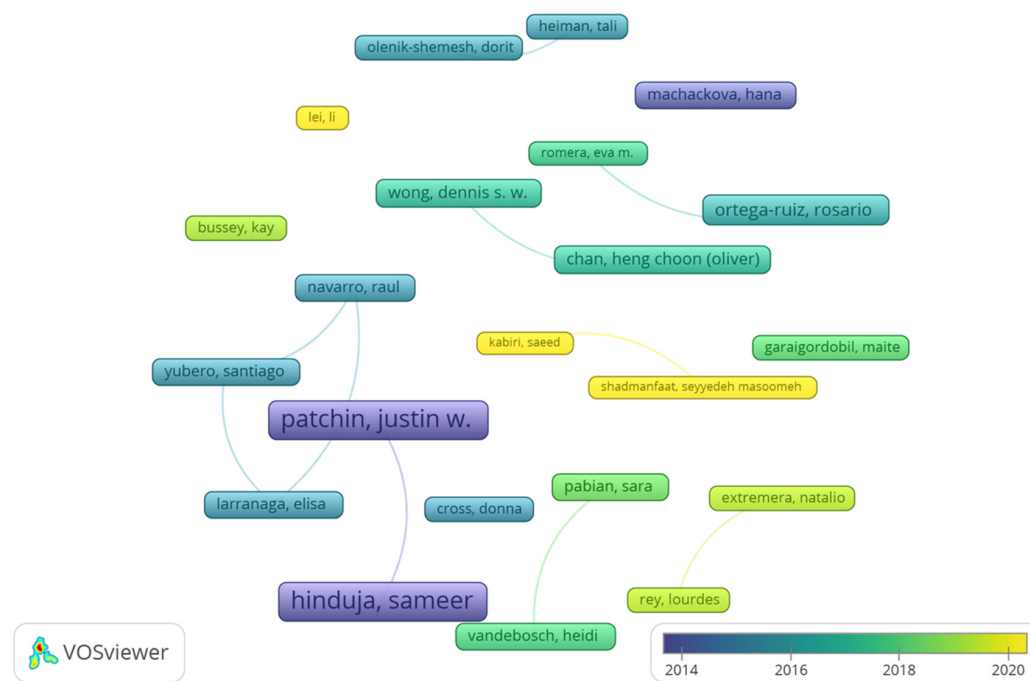 heiman, tali
olenik-shemesh, dorit
machackova, hana
lei, li
romera, eva m.
wong, dennis s. w.
ortega-ruiz, rosario
bussey, kay
chan, heng choon (oliver)
navarro, raul
kabiri, saeed
garaigordobil, maite
yubero, santiago
shadmanfaat, seyyedeh masoomeh
patchin, justin w.
pabian, sara
extremera, natalio
larranaga, elisa
cross, donna
hinduja, sameer
rey, lourdes
vandebosch, heidi
VOSviewer
2014 2016 2018 2020